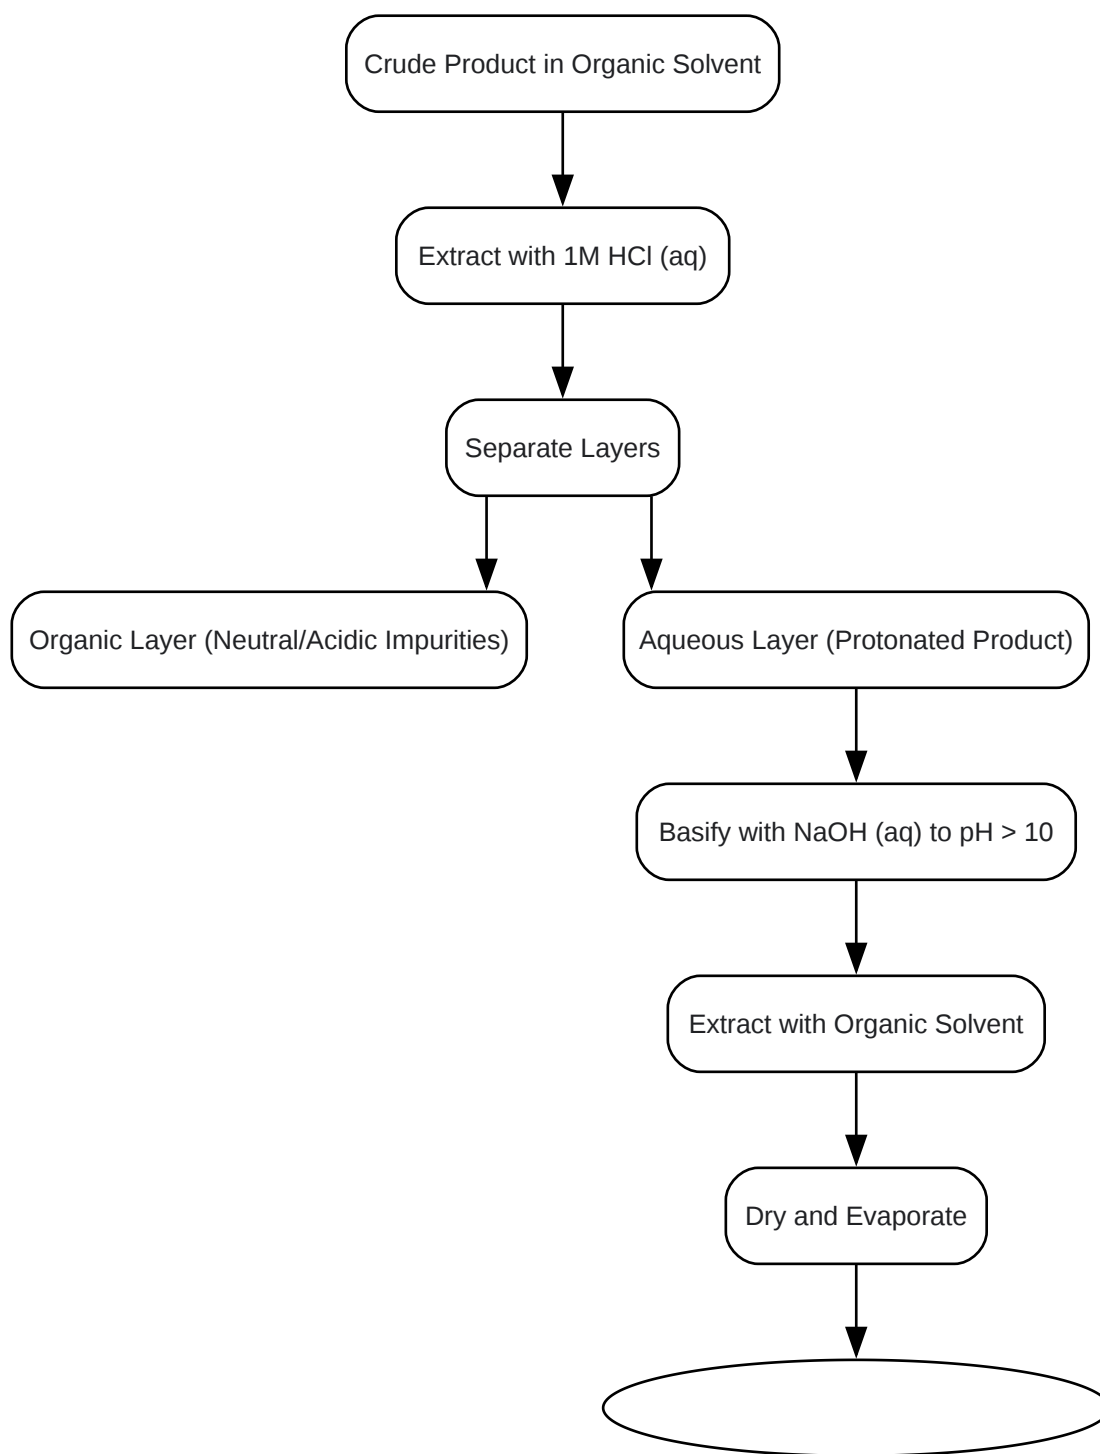 Crude Product in Organic Solvent
Extract with 1M HCl (aq)
Separate Layers
Organic Layer (Neutral/Acidic Impurities)
Aqueous Layer (Protonated Product)
Basify with NaOH (aq) to pH > 10
Extract with Organic Solvent
Dry and Evaporate